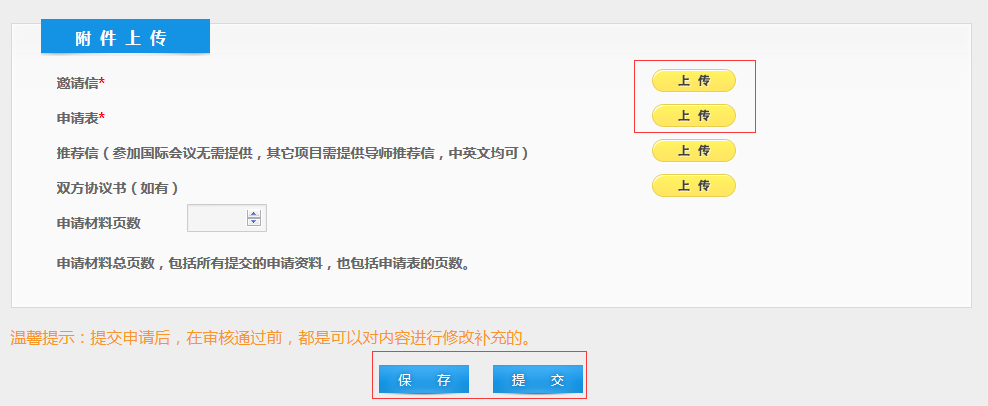 附件上传
邀请信* 上 传
申请表* 上 传
推荐信（参加国际会议无需提供，其它项目需提供导师推荐信，中英文均可） 上 传
双方协议书（如有） 上 传
申请材料页数
申请材料总页数，包括所有提交的申请资料，也包括申请表的页数。
温馨提示：提交申请后，在审核通过前，都是可以对内容进行修改补充的。
保 存 提 交